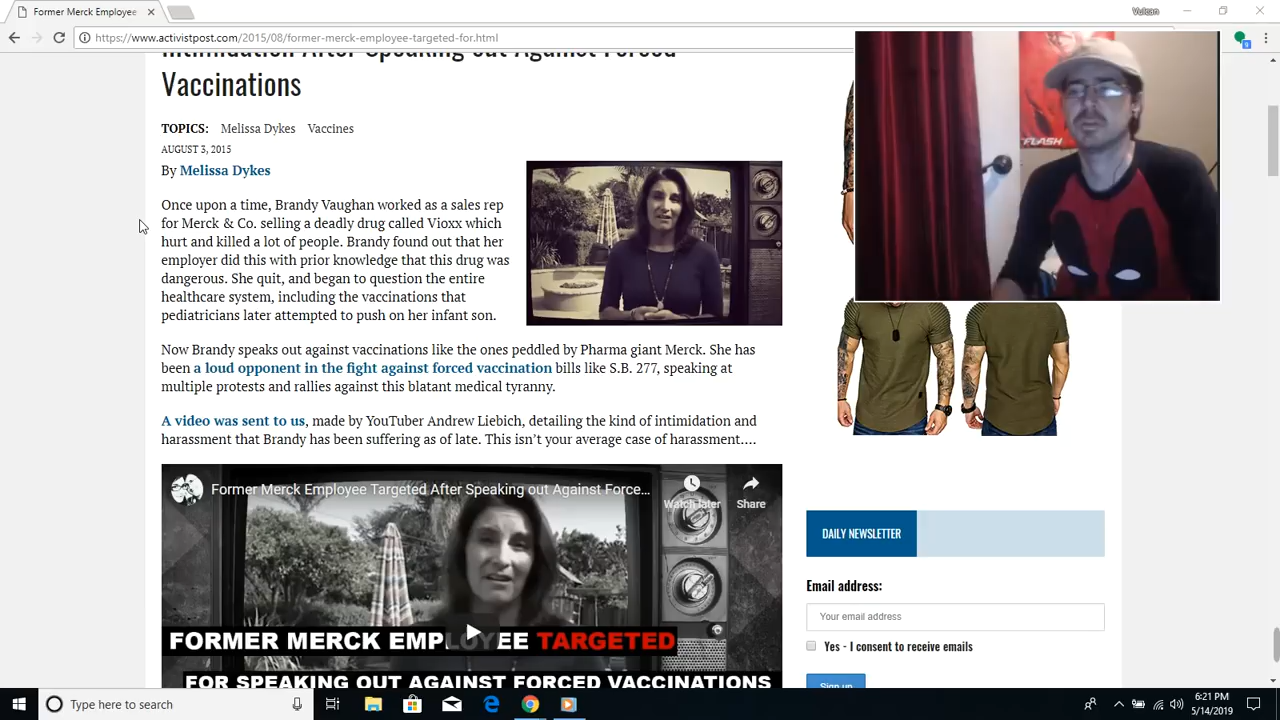 Former Merck Employee
Vulcan
https://www.activistpost.com/2015/08/former-merck-employee-targeted-for.html
Intimidation After Speaking out Against Forced
Vaccinations
TOPICS: Melissa Dykes Vaccines
AUGUST 3, 2015
By Melissa Dykes
Once upon a time, Brandy Vaughan worked as a sales rep
for Merck & Co. selling a deadly drug called Vioxx which
hurt and killed a lot of people. Brandy found out that her
employer did this with prior knowledge that this drug was
dangerous. She quit, and began to question the entire
healthcare system, including the vaccinations that
pediatricians later attempted to push on her infant son.
Now Brandy speaks out against vaccinations like the ones peddled by Pharma giant Merck. She has
been a loud opponent in the fight against forced vaccination bills like S.B. 277, speaking at
multiple protests and rallies against this blatant medical tyranny.
A video was sent to us, made by YouTuber Andrew Liebich, detailing the kind of intimidation and
harassment that Brandy has been suffering as of late. This isn't your average case of harassment....
Former Merck Employee Targeted After Speaking out Against Force...
Watch later
Share
FORMER MERCK EMPLOYEE TARGETED
FOR SPEAKING OUT AGAINST FORCED VACCINATIONS
FLASH
DAILY NEWSLETTER
Email address:
Your email address
Yes - I consent to receive emails
Sign up
Type here to search
6:21 PM
5/14/2019